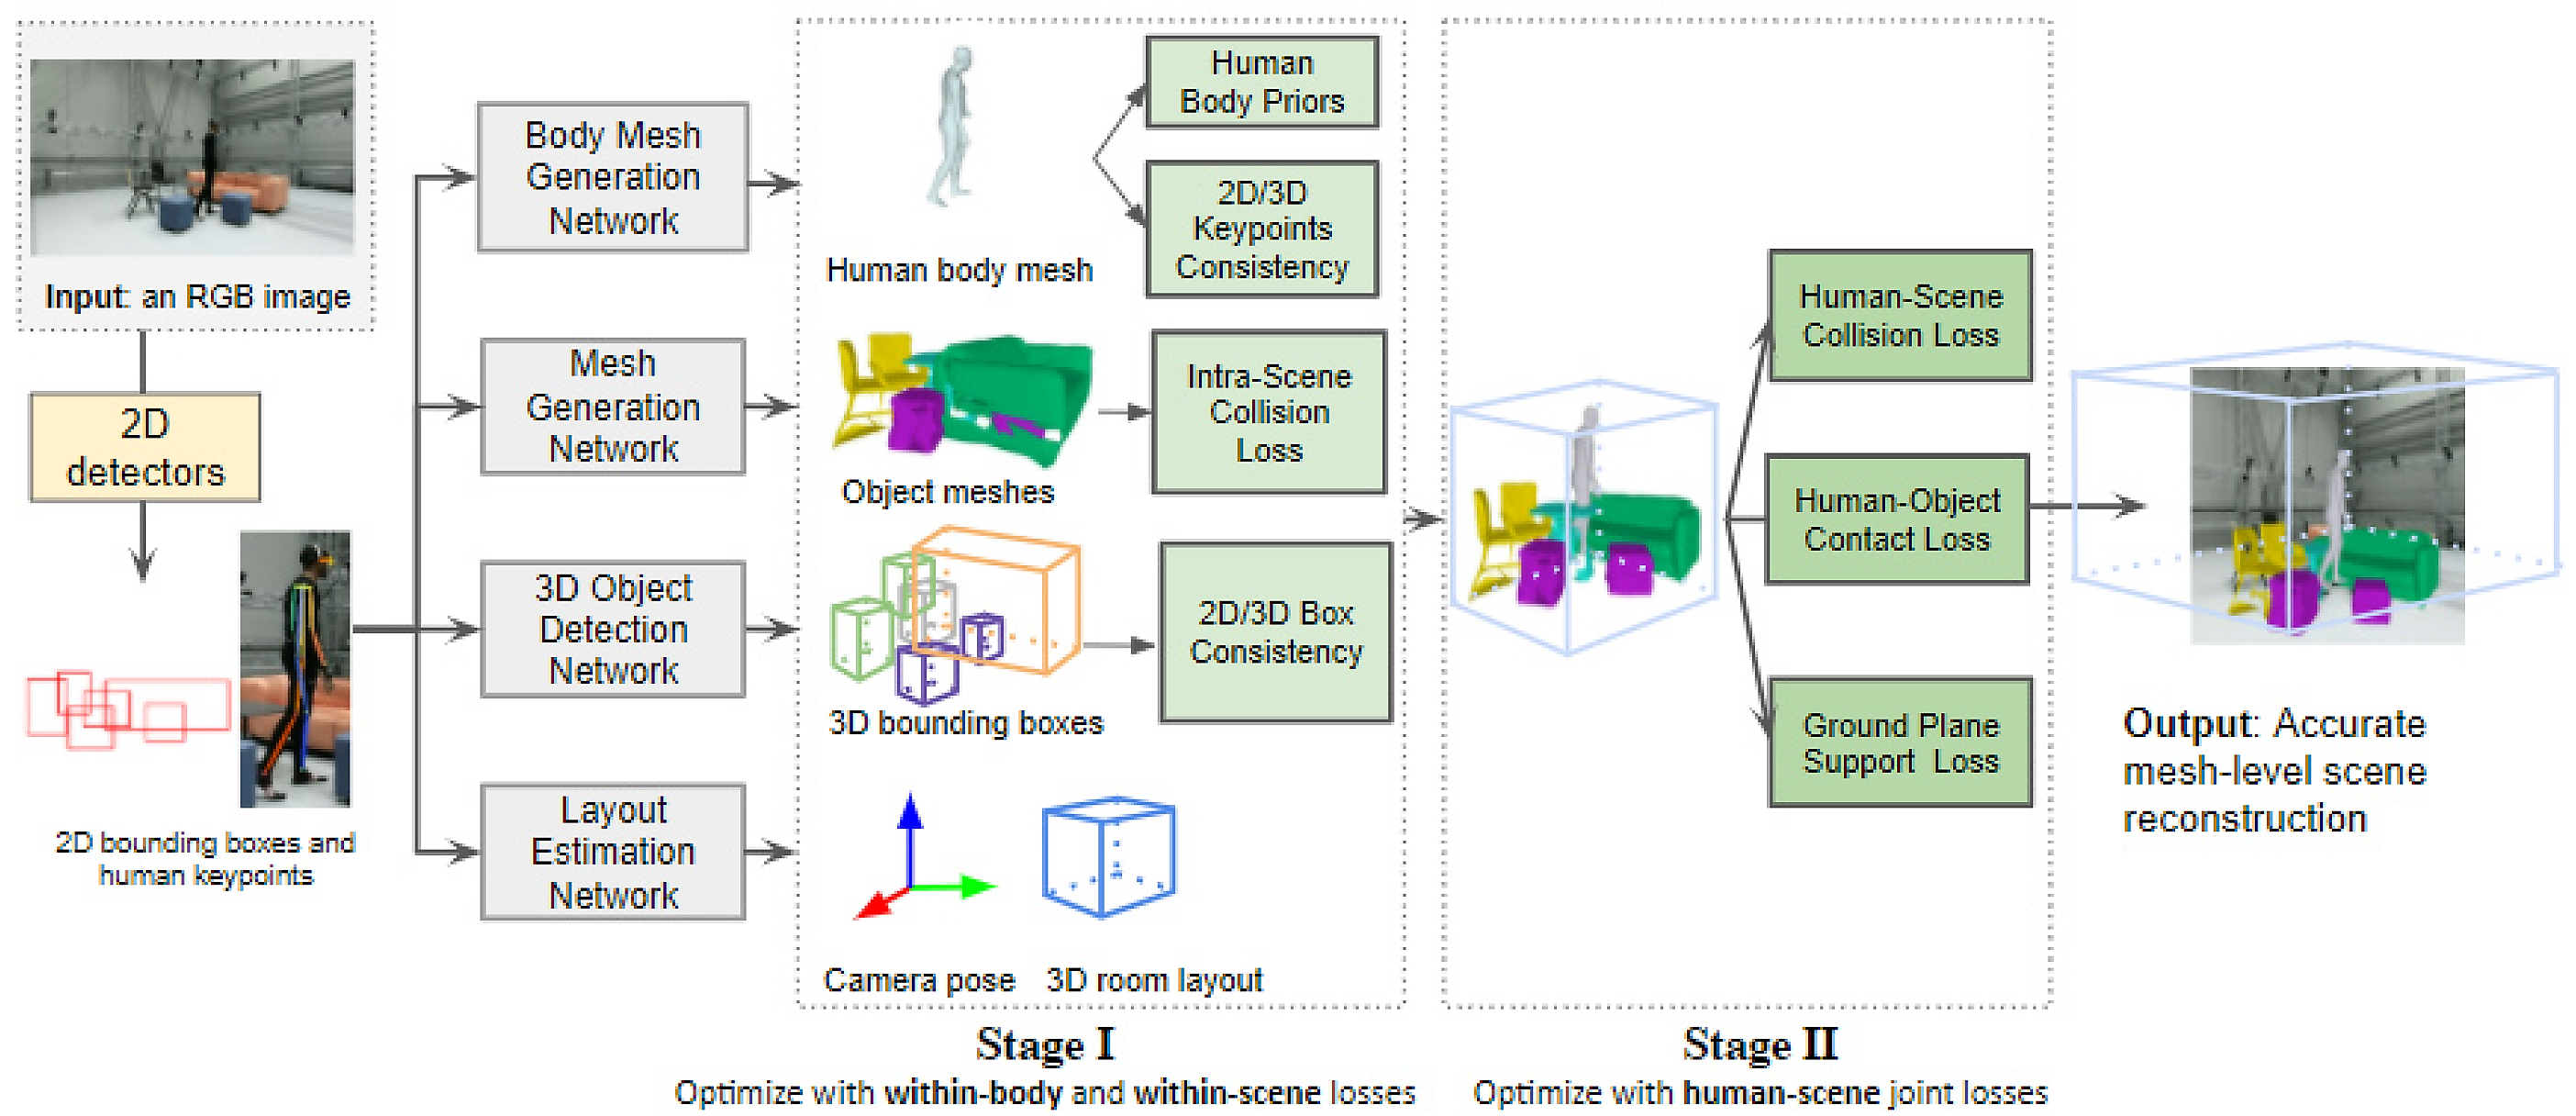 Input: an RGB image
2D
detectors
2D bounding boxes and
human keypoints
Body Mesh
Generation
Network
Mesh
Generation
Network
3D Object
Detection
Network
Layout
Estimation
Network
Human body mesh
Human
Body Priors
2D/3D
Keypoints
Consistency
Object meshes
Intra-Scene
Collision
Loss
3D bounding boxes
2D/3D Box
Consistency
Camera pose
3D room layout
Stage I
Optimize with within-body and within-scene losses
Human-Scene
Collision Loss
Human-Object
Contact Loss
Ground Plane
Support Loss
Stage II
Optimize with human-scene joint losses
Output: Accurate
mesh-level scene
reconstruction